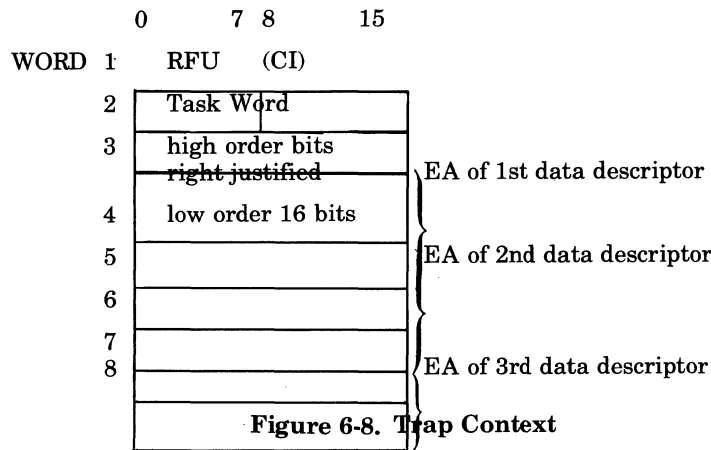 0 7 8 15
WORD 1 RFU (CI)
2 Task Word
3 high order bits
right justified EA of 1st data descriptor
4 low order 16 bits
5 EA of 2nd data descriptor
6
7
8 EA of 3rd data descriptor
Figure 6-8. Trap Context